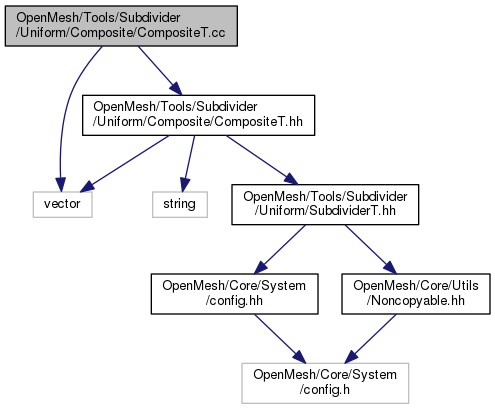 OpenMesh/Tools/Subdivider
/Uniform/Composite/CompositeT.cc
OpenMesh/Tools/Subdivider
/Uniform/Composite/CompositeT.hh
vector
string
OpenMesh/Tools/Subdivider
/Uniform/SubdividerT.hh
OpenMesh/Core/System
/config.hh
OpenMesh/Core/Utils
/Noncopyable.hh
OpenMesh/Core/System
/config.h